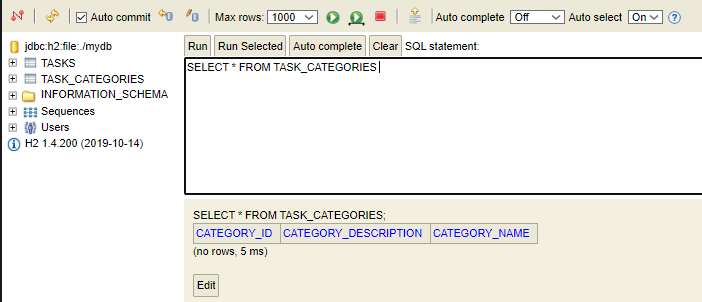 Auto commit Max rows: 1000 Auto complete Off Auto select On
jdbc:h2:file:./mydb
TASKS
TASK_CATEGORIES
INFORMATION_SCHEMA
Sequences
Users
H2 1.4.200 (2019-10-14)
Run Run Selected Auto complete Clear SQL statement:
SELECT * FROM TASK_CATEGORIES
SELECT * FROM TASK_CATEGORIES;
CATEGORY_ID CATEGORY_DESCRIPTION CATEGORY_NAME
(no rows, 5 ms)
Edit